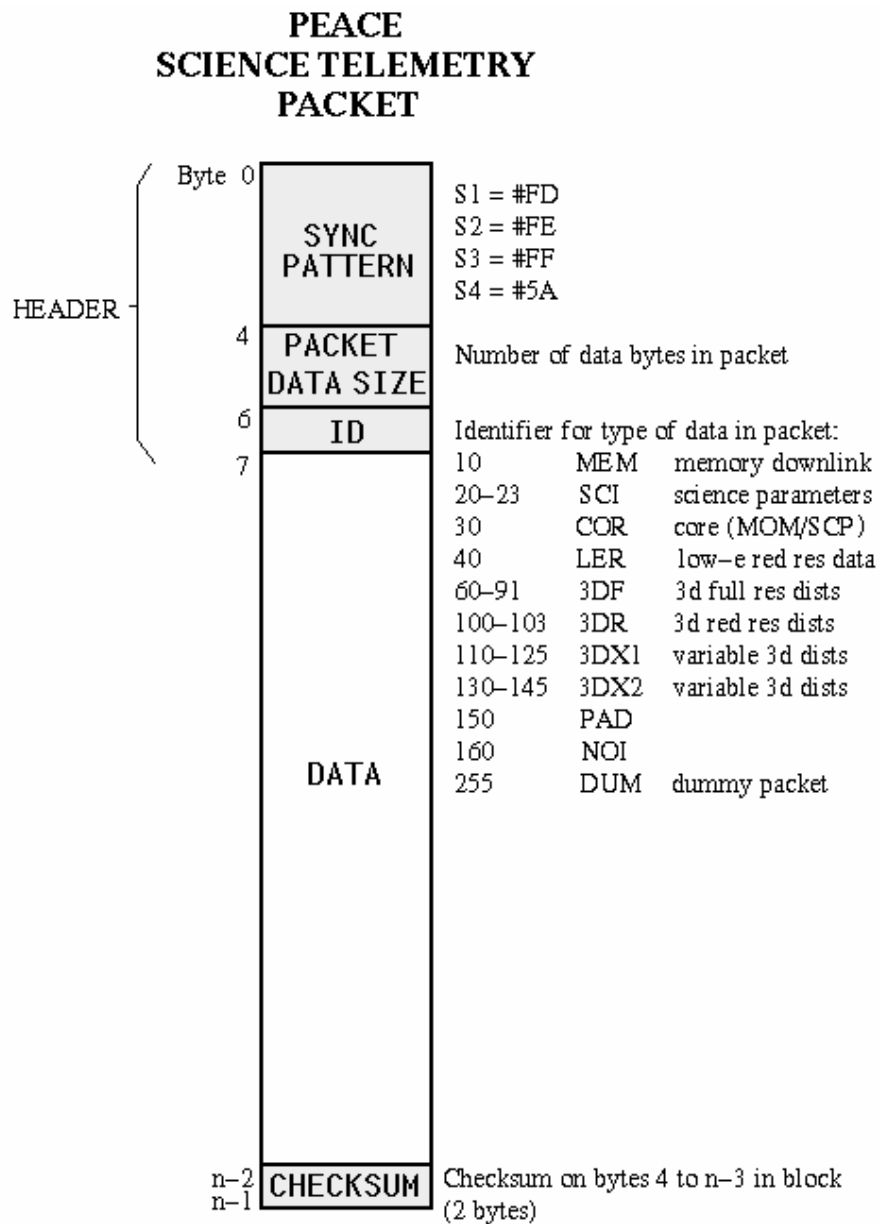 PEACE
SCIENCE TELEMETRY
PACKET
Byte 0
SYNC
PATTERN
S1 = #FD
S2 = #FE
S3 = #FF
S4 = #5A
HEADER
4
PACKET
DATA SIZE
Number of data bytes in packet
6
ID
Identifier for type of data in packet:
7
10 MEM memory downlink
20–23 SCI science parameters
30 COR core (MOM/SCP)
40 LER low–e red res data
60–91 3DF 3d full res dists
100–103 3DR 3d red res dists
110–125 3DX1 variable 3d dists
130–145 3DX2 variable 3d dists
150 PAD
160 NOI
255 DUM dummy packet
DATA
n–2
n–1
CHECKSUM
Checksum on bytes 4 to n–3 in block
(2 bytes)